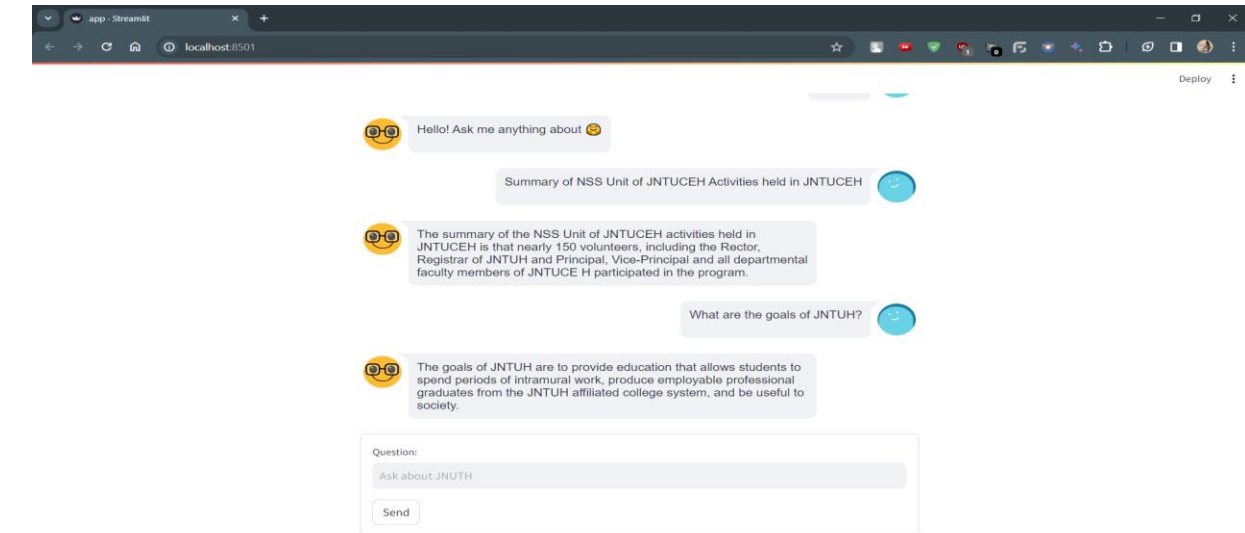 app · Streamlit
localhost:8501
Deploy
Hello! Ask me anything about 🤗
Summary of NSS Unit of JNTUCEH Activities held in JNTUCEH
The summary of the NSS Unit of JNTUCEH activities held in
JNTUCEH is that nearly 150 volunteers, including the Rector,
Registrar of JNTUH and Principal, Vice-Principal and all departmental
faculty members of JNTUCE H participated in the program.
What are the goals of JNTUH?
The goals of JNTUH are to provide education that allows students to
spend periods of intramural work, produce employable professional
graduates from the JNTUH affiliated college system, and be useful to
society.
Question:
Ask about JNUTH
Send